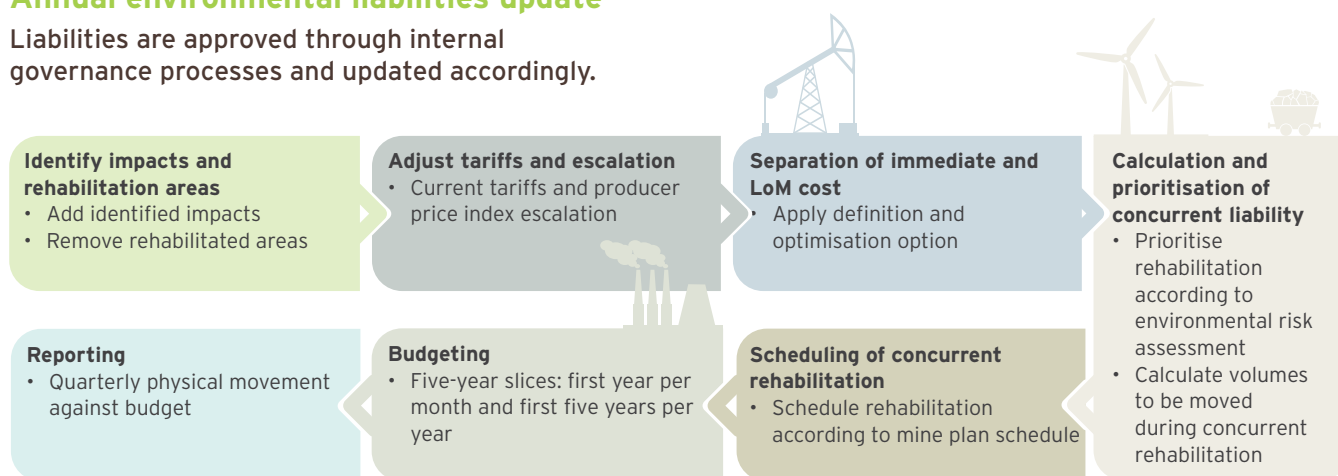 Annual environmental liabilities update
Liabilities are approved through internal
governance processes and updated accordingly.
Identify impacts and
rehabilitation areas
• Add identified impacts
• Remove rehabilitated areas
Adjust tariffs and escalation
• Current tariffs and producer
price index escalation
Separation of immediate and
LoM cost
• Apply definition and
optimisation option
Calculation and
prioritisation of
concurrent liability
• Prioritise
rehabilitation
according to
environmental risk
assessment
• Calculate volumes
to be moved
during concurrent
rehabilitation
Scheduling of concurrent
rehabilitation
• Schedule rehabilitation
according to mine plan schedule
Budgeting
• Five-year slices: first year per
month and first five years per
year
Reporting
• Quarterly physical movement
against budget